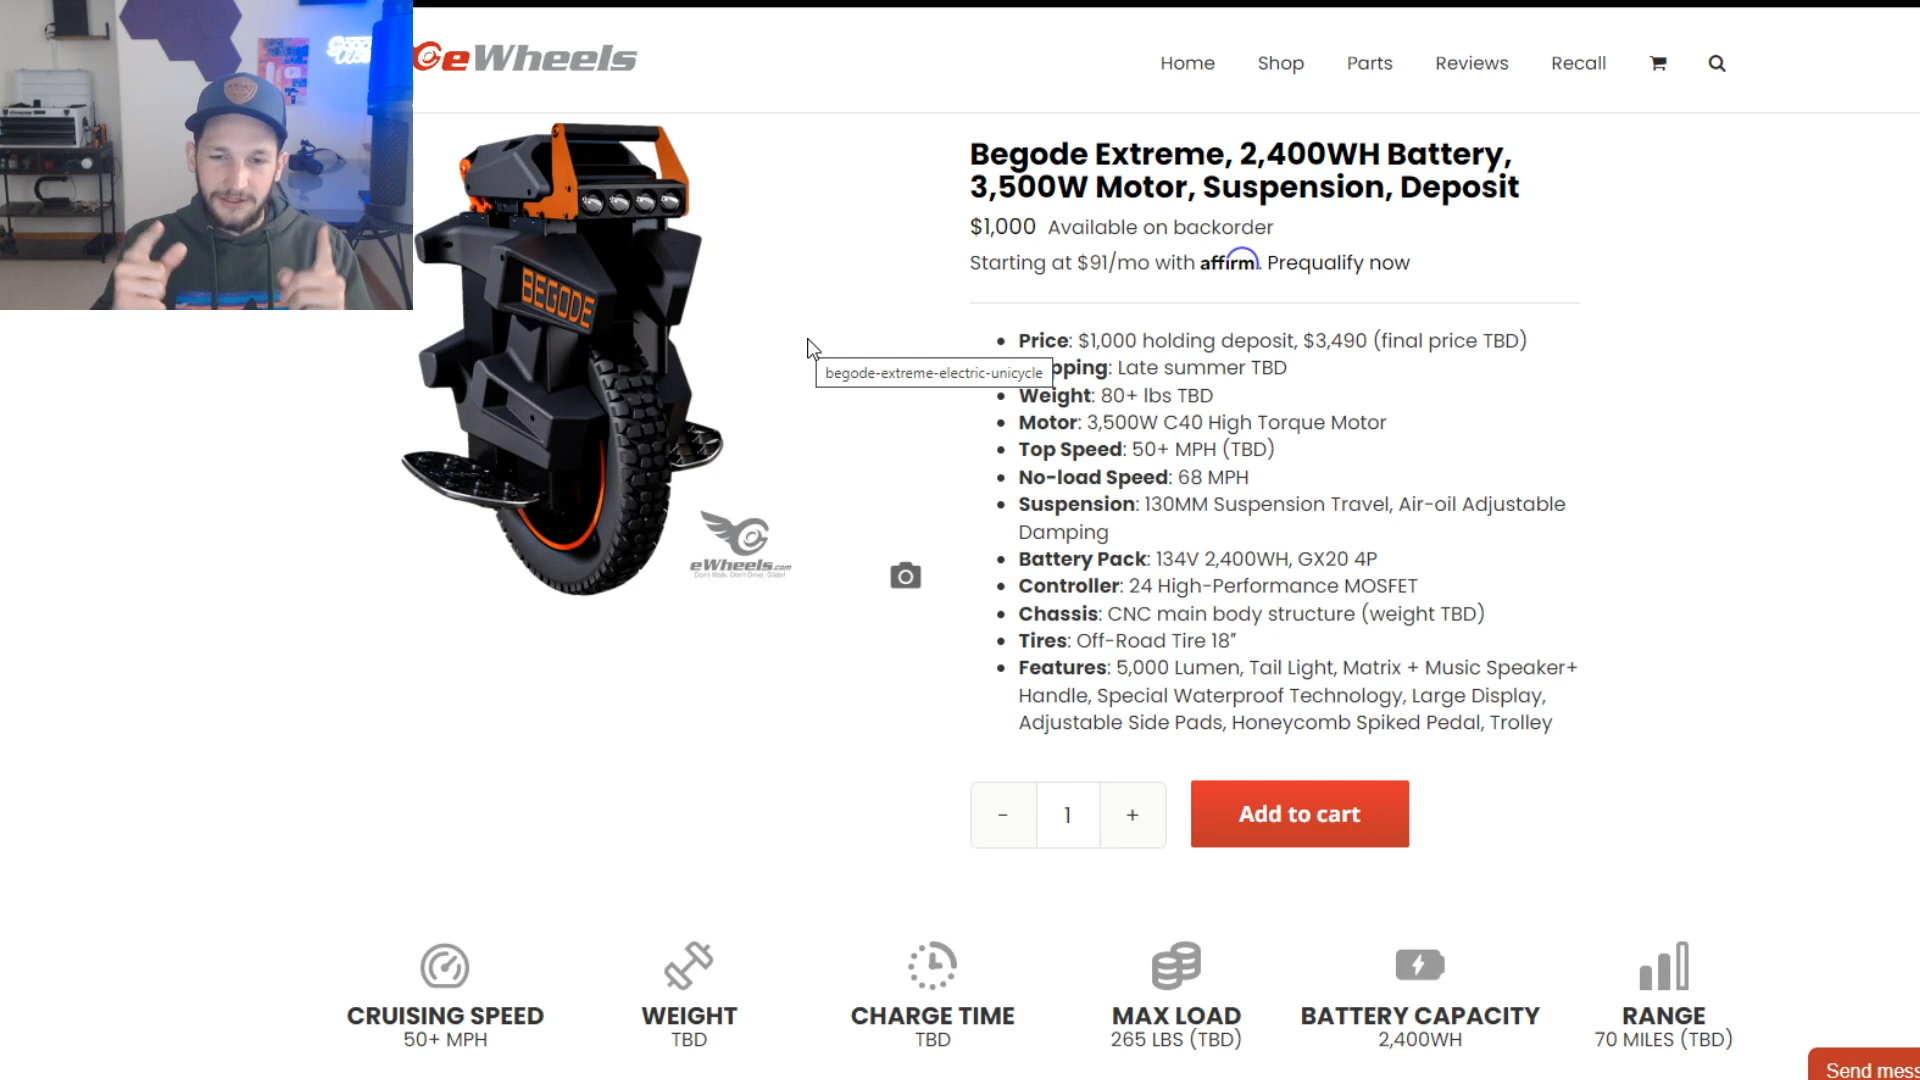 eWheels
Home
Shop
Parts
Reviews
Recall
Begode Extreme, 2,400WH Battery,
3,500W Motor, Suspension, Deposit
$1,000 Available on backorder
Starting at $91/mo with affirm. Prequalify now
Price: $1,000 holding deposit, $3,490 (final price TBD)
pping: Late summer TBD
begode-extreme-electric-unicycle
Weight: 80+ lbs TBD
Motor: 3,500W C40 High Torque Motor
Top Speed: 50+ MPH (TBD)
No-load Speed: 68 MPH
Suspension: 130MM Suspension Travel, Air-oil Adjustable
Damping
Battery Pack: 134V 2,400WH, GX20 4P
Controller: 24 High-Performance MOSFET
Chassis: CNC main body structure (weight TBD)
Tires: Off-Road Tire 18″
Features: 5,000 Lumen, Tail Light, Matrix + Music Speaker+
Handle, Special Waterproof Technology, Large Display,
Adjustable Side Pads, Honeycomb Spiked Pedal, Trolley
BEGODE
eWheels.com
Don't Walk. Don't Drive. Glide!
- 1 +
Add to cart
CRUISING SPEED
50+ MPH
WEIGHT
TBD
CHARGE TIME
TBD
MAX LOAD
265 LBS (TBD)
BATTERY CAPACITY
2,400WH
RANGE
70 MILES (TBD)
Send mess